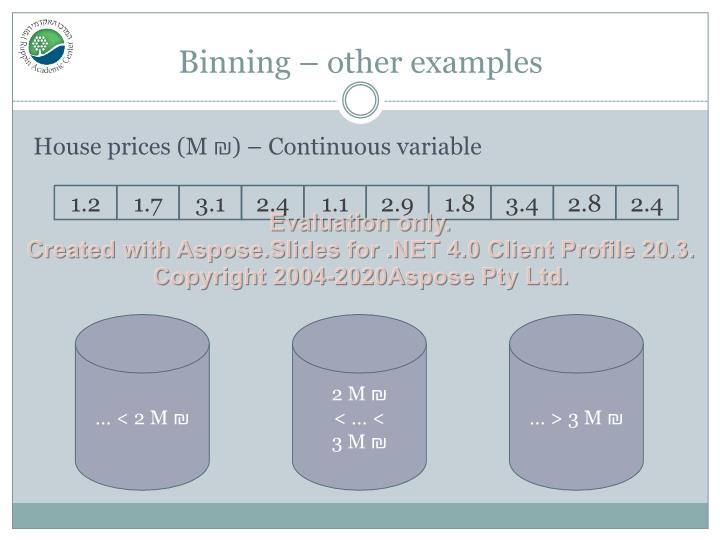 המרכז האקדמי רופין
Ruppin Academic Center
Binning – other examples
House prices (M ₪) – Continuous variable
1.2 1.7 3.1 2.4 1.1 2.9 1.8 3.4 2.8 2.4
Evaluation only.
Created with Aspose.Slides for .NET 4.0 Client Profile 20.3.
Copyright 2004-2020Aspose Pty Ltd.
... < 2 M ₪
2 M ₪
< ... <
3 M ₪
... > 3 M ₪